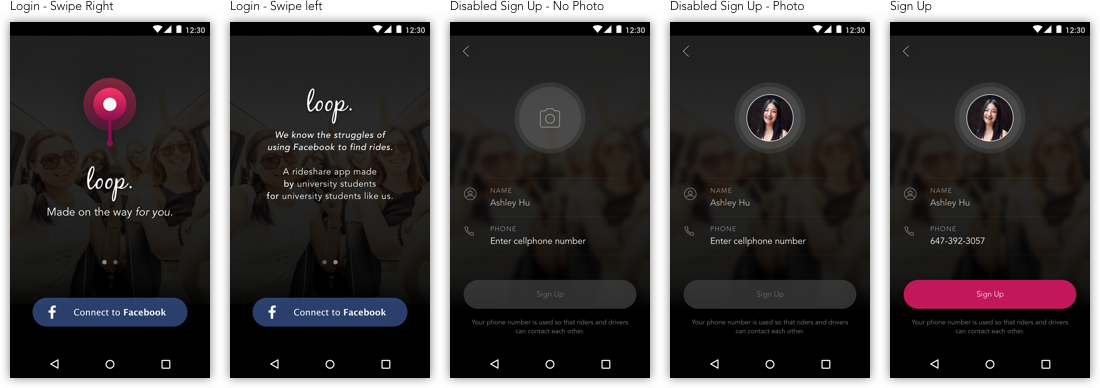 Login - Swipe Right
12:30
loop.
Made on the way for you.
Connect to Facebook
Login - Swipe left
12:30
loop.
We know the struggles of
using Facebook to find rides.
A rideshare app made
by university students
for university students like us.
Connect to Facebook
Disabled Sign Up - No Photo
12:30
NAME
Ashley Hu
PHONE
Enter cellphone number
Sign Up
Your phone number is used so that riders and drivers
can contact each other.
Disabled Sign Up - Photo
12:30
NAME
Ashley Hu
PHONE
Enter cellphone number
Sign Up
Your phone number is used so that riders and drivers
can contact each other.
Sign Up
12:30
NAME
Ashley Hu
PHONE
647-392-3057
Sign Up
Your phone number is used so that riders and drivers
can contact each other.